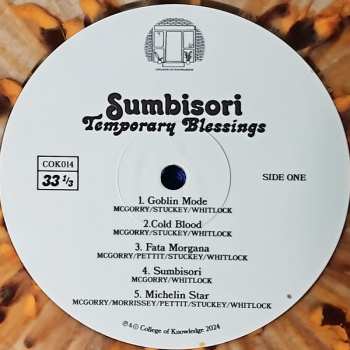 Sumbisori
Temporary Blessings
COK014
33 1/3
SIDE ONE
1. Goblin Mode
MCGORRY/STUCKEY/WHITLOCK
2.Cold Blood
MCGORRY/STUCKEY/WHITLOCK
3. Fata Morgana
MCGORRY/PETTIT/STUCKEY/WHITLOCK
4. Sumbisori
MCGORRY/WHITLOCK
5. Michelin Star
MCGORRY/MORRISSEY/PETTIT/STUCKEY/WHITLOCK
℗&© College of Knowledge 2024